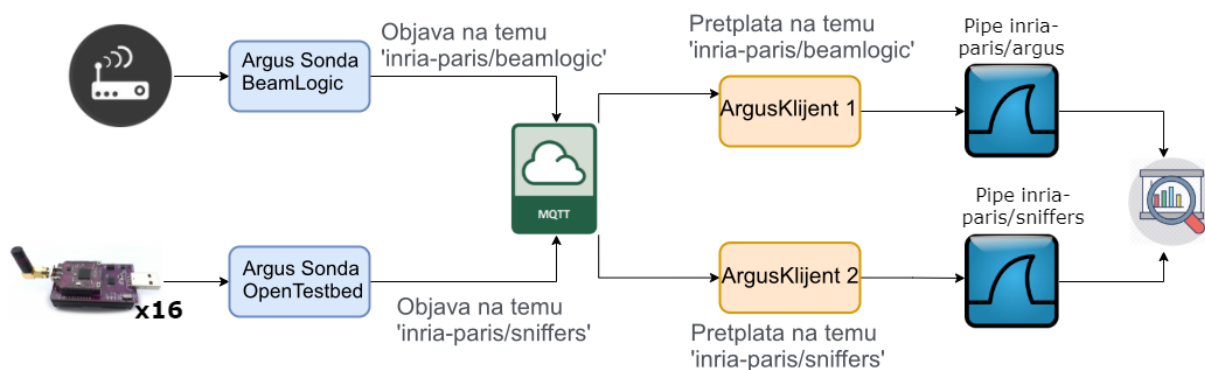 Argus Sonda
BeamLogic
Objava na temu
'inria-paris/beamlogic'
Pretplata na temu
'inria-paris/beamlogic'
ArgusKlijent 1
Pipe inria-
paris/argus
MQTT
x16
Argus Sonda
OpenTestbed
Objava na temu
'inria-paris/sniffers'
ArgusKlijent 2
Pretplata na temu
'inria-paris/sniffers'
Pipe inria-
paris/sniffers